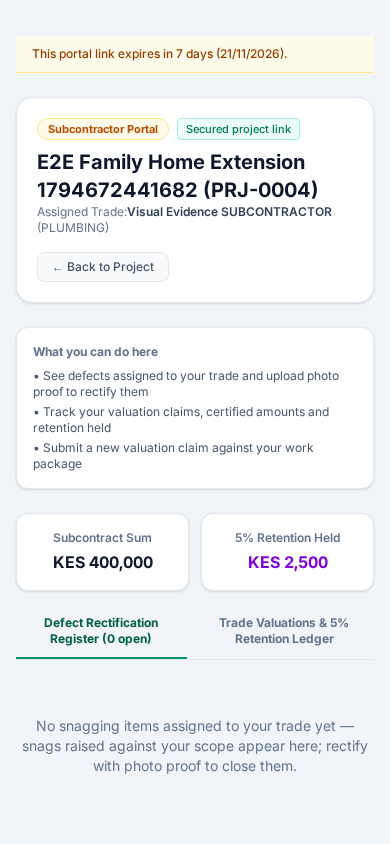 This portal link expires in 7 days (21/11/2026).
Subcontractor Portal
Secured project link
E2E Family Home Extension
1794672441682 (PRJ-0004)
Assigned Trade:Visual Evidence SUBCONTRACTOR
(PLUMBING)
← Back to Project
What you can do here
• See defects assigned to your trade and upload photo
proof to rectify them
• Track your valuation claims, certified amounts and
retention held
• Submit a new valuation claim against your work
package
Subcontract Sum
KES 400,000
5% Retention Held
KES 2,500
Defect Rectification
Register (0 open)
Trade Valuations & 5%
Retention Ledger
No snagging items assigned to your trade yet —
snags raised against your scope appear here; rectify
with photo proof to close them.